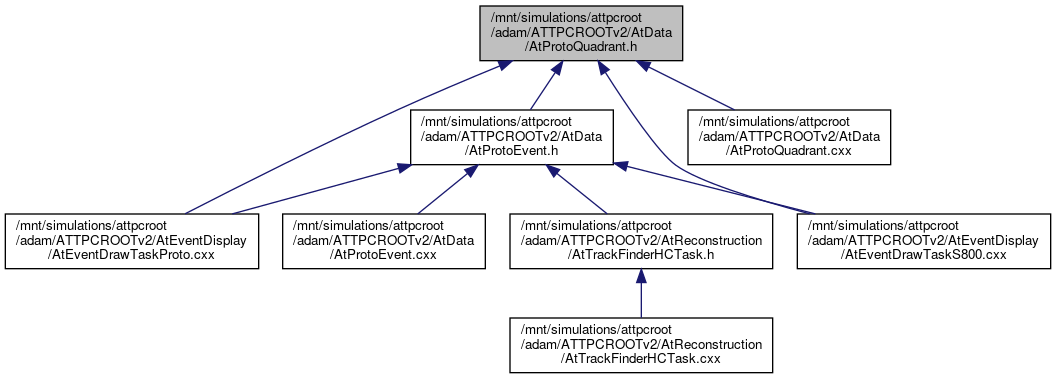 /mnt/simulations/attpcroot
/adam/ATTPCROOTv2/AtData
/AtProtoQuadrant.h
/mnt/simulations/attpcroot
/adam/ATTPCROOTv2/AtData
/AtProtoEvent.h
/mnt/simulations/attpcroot
/adam/ATTPCROOTv2/AtData
/AtProtoQuadrant.cxx
/mnt/simulations/attpcroot
/adam/ATTPCROOTv2/AtEventDisplay
/AtEventDrawTaskProto.cxx
/mnt/simulations/attpcroot
/adam/ATTPCROOTv2/AtData
/AtProtoEvent.cxx
/mnt/simulations/attpcroot
/adam/ATTPCROOTv2/AtReconstruction
/AtTrackFinderHCTask.h
/mnt/simulations/attpcroot
/adam/ATTPCROOTv2/AtEventDisplay
/AtEventDrawTaskS800.cxx
/mnt/simulations/attpcroot
/adam/ATTPCROOTv2/AtReconstruction
/AtTrackFinderHCTask.cxx